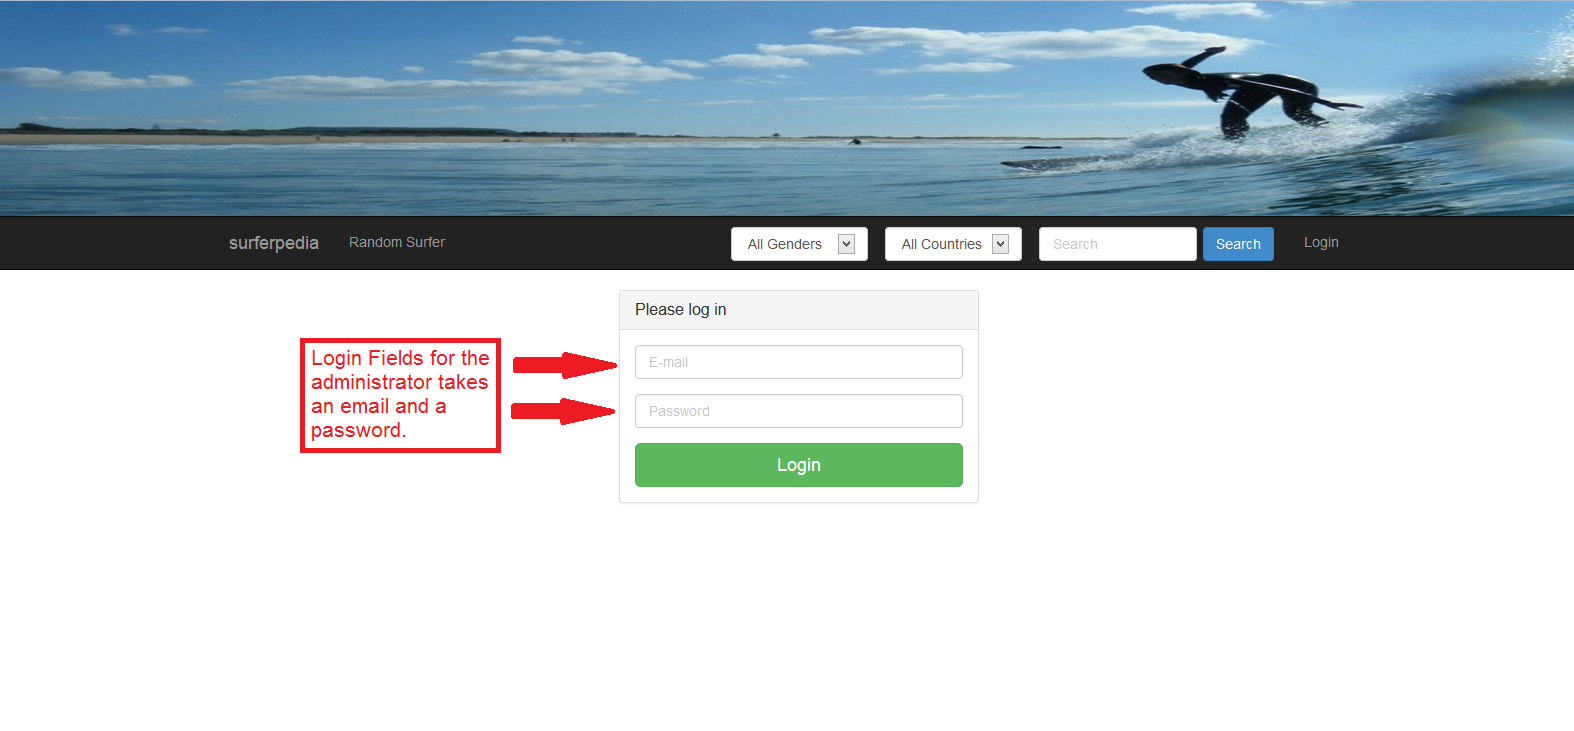 surferpedia Random Surfer All Genders All Countries Search Search Login
Please log in
Login Fields for the
administrator takes
an email and a
password.
E-mail
Password
Login